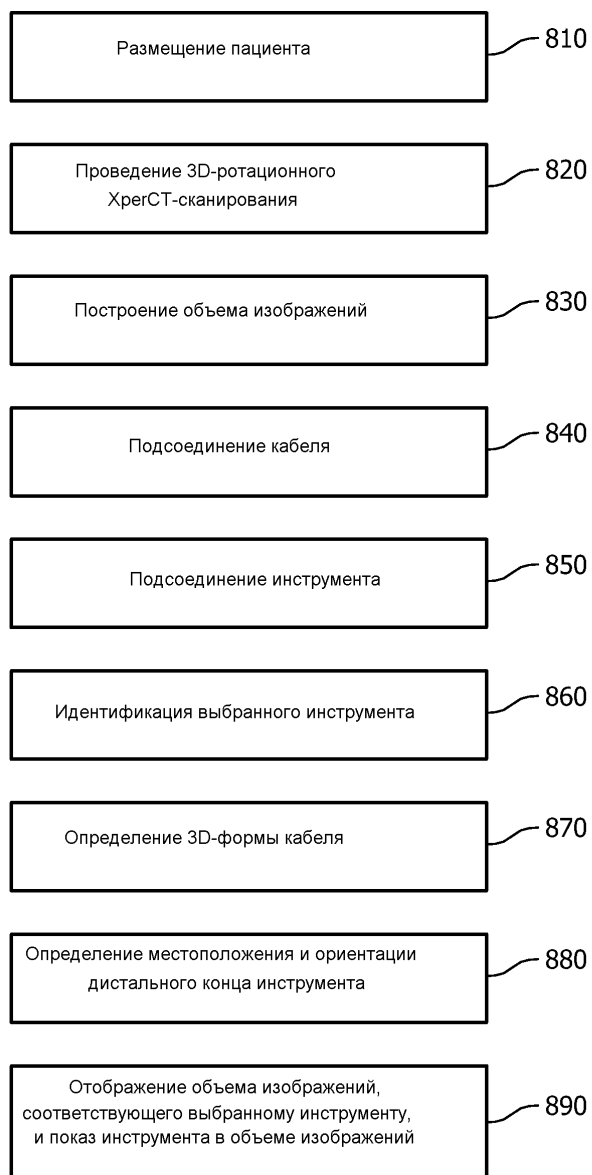 Размещение пациента
810
Проведение 3D-ротационного
XperCT-сканирования
820
Построение объема изображений
830
Подсоединение кабеля
840
Подсоединение инструмента
850
Идентификация выбранного инструмента
860
Определение 3D-формы кабеля
870
Определение местоположения и ориентации
дистального конца инструмента
880
Отображение объема изображений,
соответствующего выбранному инструменту,
и показ инструмента в объеме изображений
890